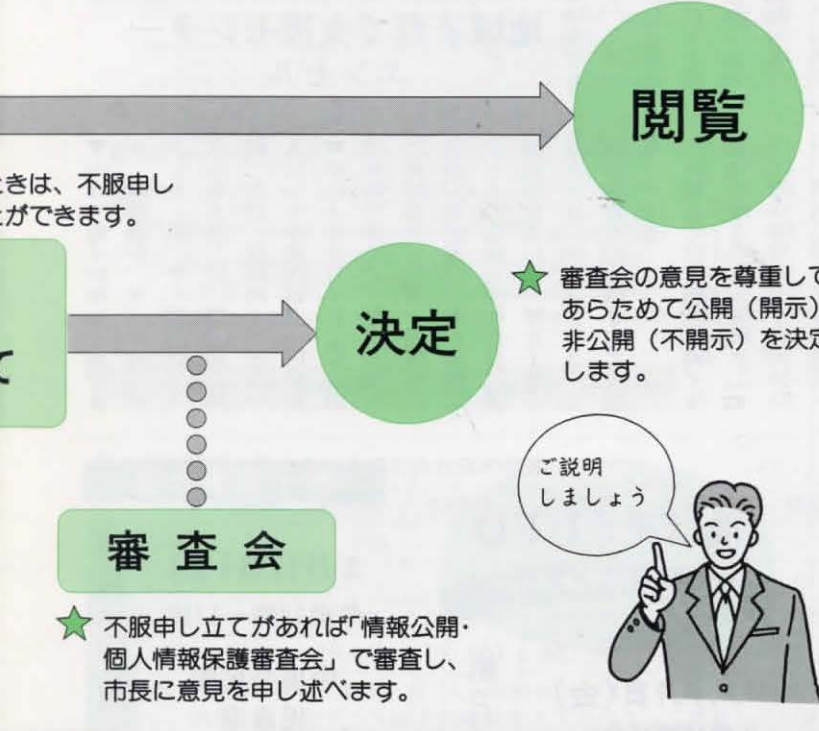 閲覧
ときは、不服申し
とができます。
て
決定
審査会の意見を尊重して
あらためて公開（開示）
非公開（不開示）を決定
します。
ご説明
しましょう
審査会
不服申し立てがあれば「情報公開・
個人情報保護審査会」で審査し、
市長に意見を申し述べます。